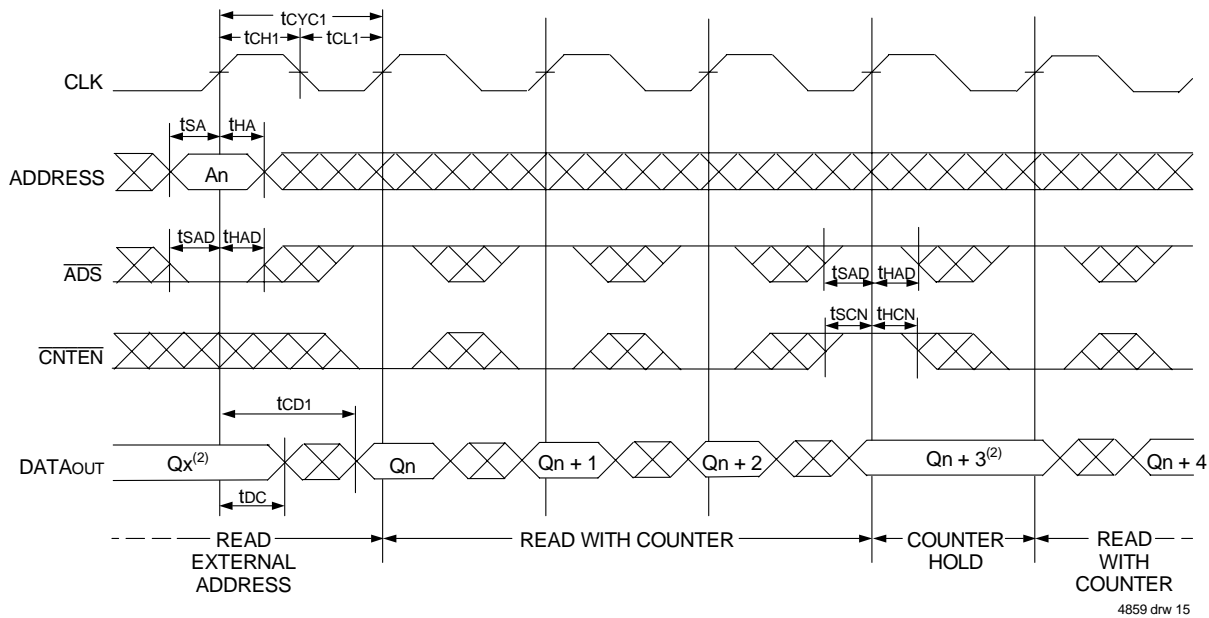 tCYC1
tCH1 tCL1
CLK
tSA tHA
ADDRESS An
tSAD tHAD
ADS
tSAD tHAD
tSCN tHCN
CNTEN
tCD1
DATAOUT Qx(2) Qn Qn + 1 Qn + 2 Qn + 3(2) Qn + 4
tDC
READ EXTERNAL ADDRESS
READ WITH COUNTER
COUNTER HOLD
READ WITH COUNTER
4859 drw 15